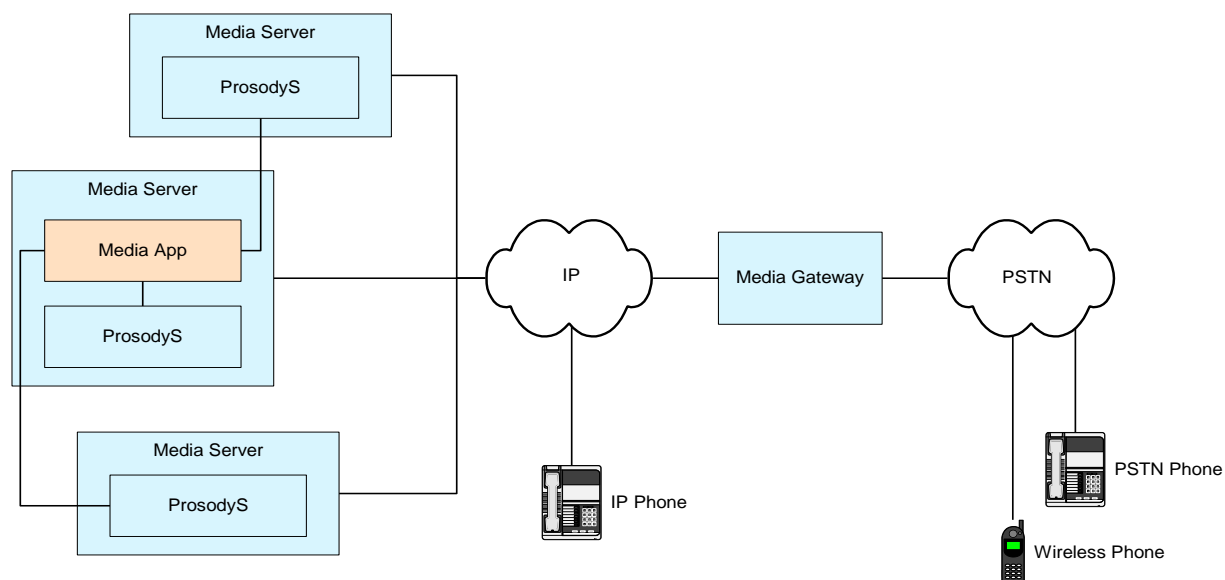 Media Server
ProsodyS
Media Server
Media App
ProsodyS
Media Server
ProsodyS
IP
Media Gateway
PSTN
IP Phone
PSTN Phone
Wireless Phone